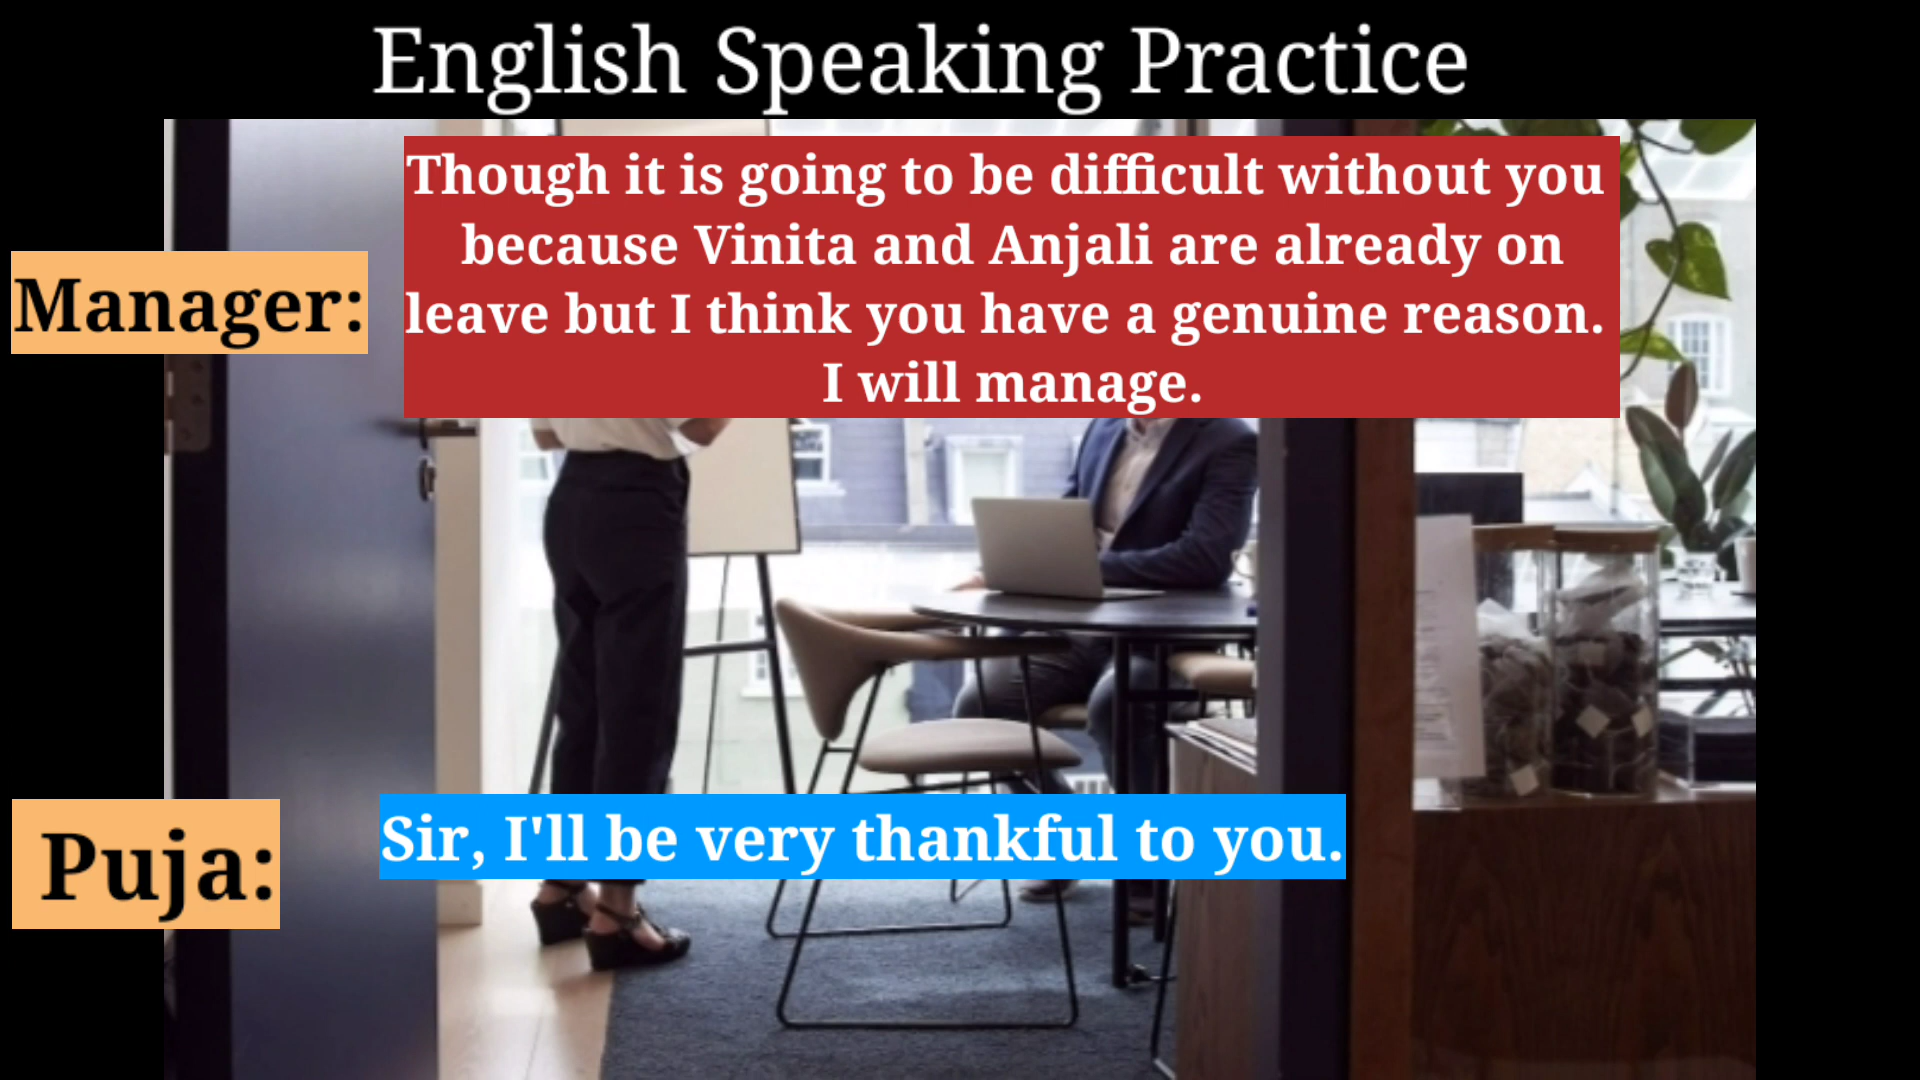 English Speaking Practice
Manager:
Though it is going to be difficult without you
because Vinita and Anjali are already on
leave but I think you have a genuine reason.
I will manage.
Puja:
Sir, I'll be very thankful to you.